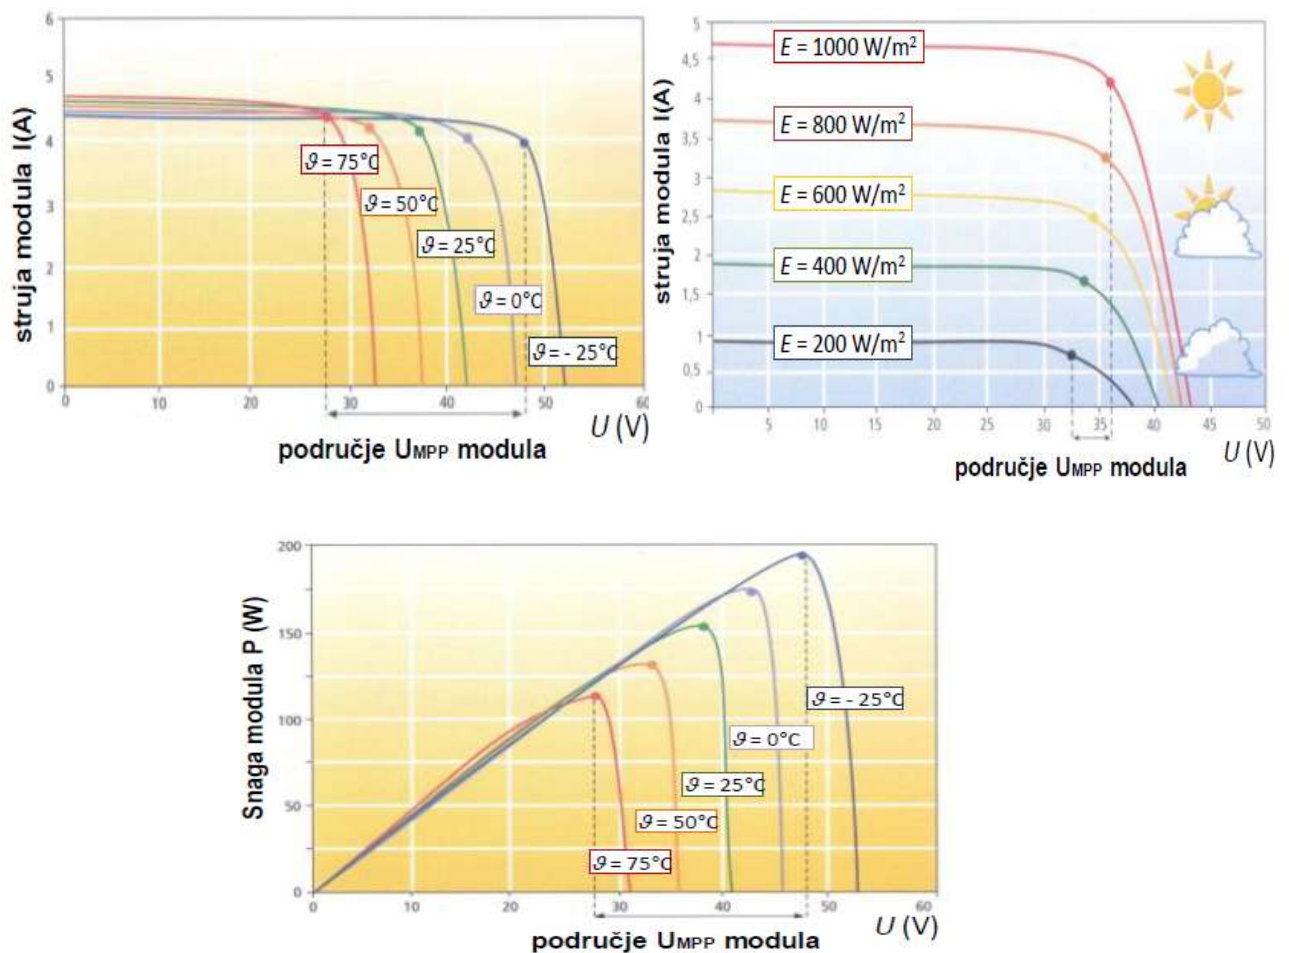 struja modula I(A)
6
5
4
3
2
1
0
ϑ = 75°C
ϑ = 50°C
ϑ = 25°C
ϑ = 0°C
ϑ = - 25°C
0 10 20 30 40 50 60
U (V)
područje UMPP modula
struja modula I(A)
5
4,5
4
3,5
3
2,5
2
1,5
1
0,5
0
E = 1000 W/m²
E = 800 W/m²
E = 600 W/m²
E = 400 W/m²
E = 200 W/m²
5 10 15 20 25 30 35 40 45 50
U (V)
područje UMPP modula
Snaga modula P (W)
200
150
100
50
0
ϑ = - 25°C
ϑ = 0°C
ϑ = 25°C
ϑ = 50°C
ϑ = 75°C
0 10 20 30 40 50 60
U (V)
područje UMPP modula